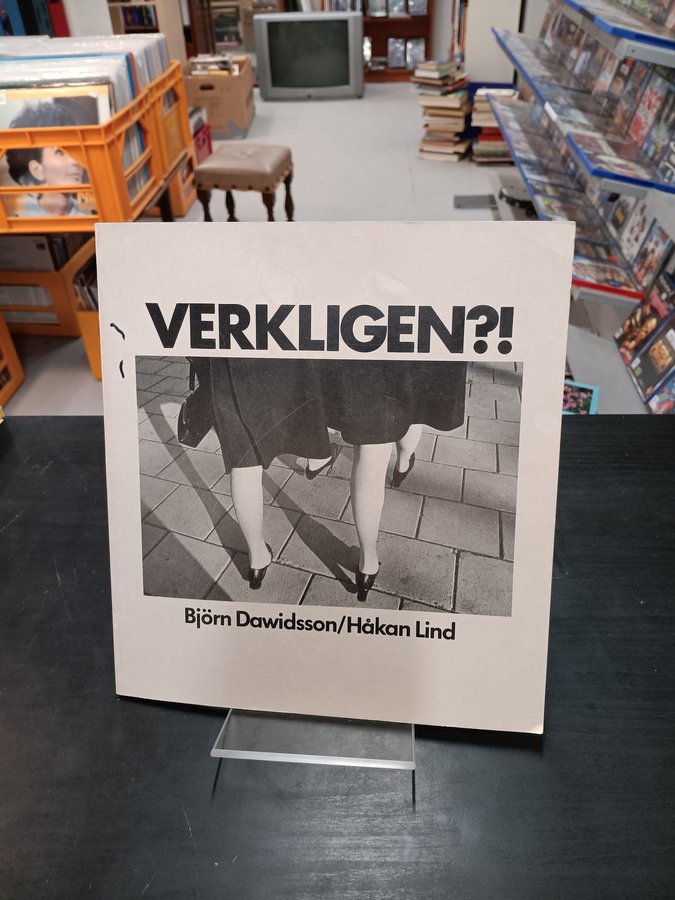 VERKLIGEN?!
Björn Dawidsson/Håkan Lind